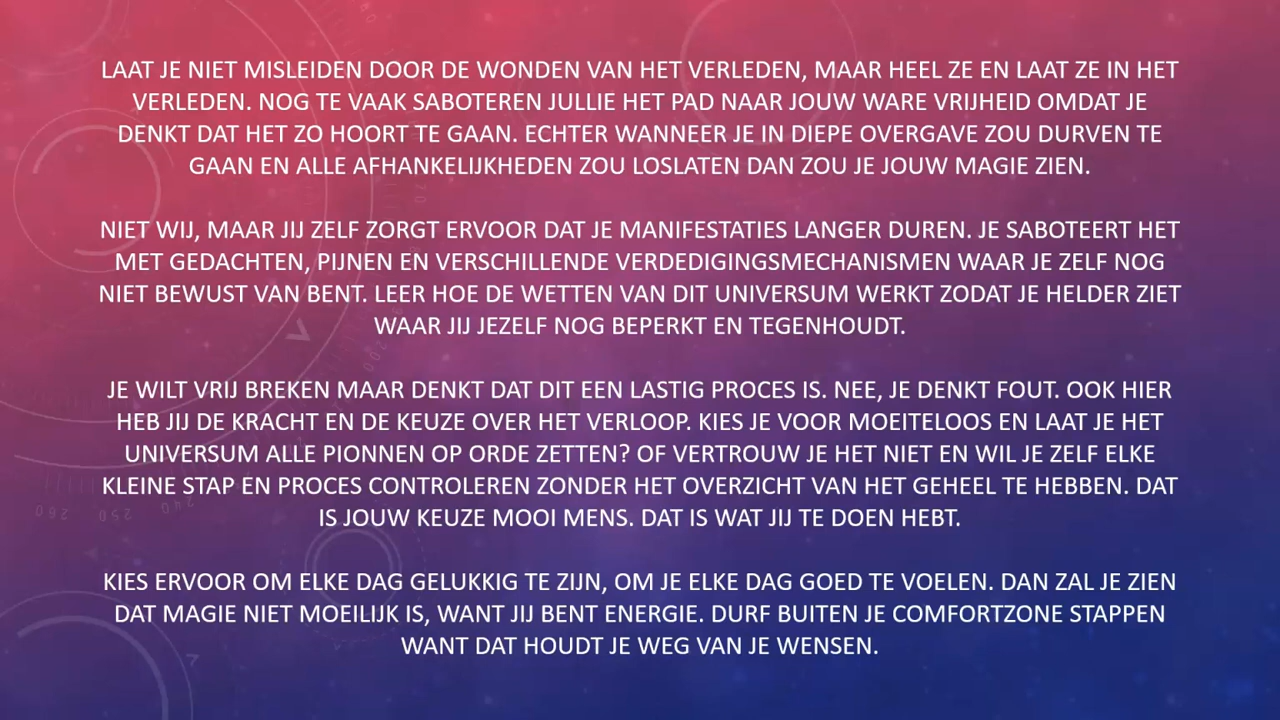 LAAT JE NIET MISLEIDEN DOOR DE WONDEN VAN HET VERLEDEN, MAAR HEEL ZE EN LAAT ZE IN HET
VERLEDEN. NOG TE VAAK SABOTEREN JULLIE HET PAD NAAR JOUW WARE VRIJHEID OMDAT JE
DENKT DAT HET ZO HOORT TE GAAN. ECHTER WANNEER JE IN DIEPE OVERGAVE ZOU DURVEN TE
GAAN EN ALLE AFHANKELIJKHEDEN ZOU LOSLATEN DAN ZOU JE JOUW MAGIE ZIEN.
NIET WIJ, MAAR JIJ ZELF ZORGT ERVOOR DAT JE MANIFESTATIES LANGER DUREN. JE SABOTEERT HET
MET GEDACHTEN, PIJNEN EN VERSCHILLENDE VERDEDIGINGSMECHANISMEN WAAR JE ZELF NOG
NIET BEWUST VAN BENT. LEER HOE DE WETTEN VAN DIT UNIVERSUM WERKT ZODAT JE HELDER ZIET
WAAR JIJ JEZELF NOG BEPERKT EN TEGENHOUDT.
JE WILT VRIJ BREKEN MAAR DENKT DAT DIT EEN LASTIG PROCES IS. NEE, JE DENKT FOUT. OOK HIER
HEB JIJ DE KRACHT EN DE KEUZE OVER HET VERLOOP. KIES JE VOOR MOEITELOOS EN LAAT JE HET
UNIVERSUM ALLE PIONNEN OP ORDE ZETTEN? OF VERTROUW JE HET NIET EN WIL JE ZELF ELKE
KLEINE STAP EN PROCES CONTROLEREN ZONDER HET OVERZICHT VAN HET GEHEEL TE HEBBEN. DAT
IS JOUW KEUZE MOOI MENS. DAT IS WAT JIJ TE DOEN HEBT.
KIES ERVOOR OM ELKE DAG GELUKKIG TE ZIJN, OM JE ELKE DAG GOED TE VOELEN. DAN ZAL JE ZIEN
DAT MAGIE NIET MOEILIJK IS, WANT JIJ BENT ENERGIE. DURF BUITEN JE COMFORTZONE STAPPEN
WANT DAT HOUDT JE WEG VAN JE WENSEN.
240
250
260